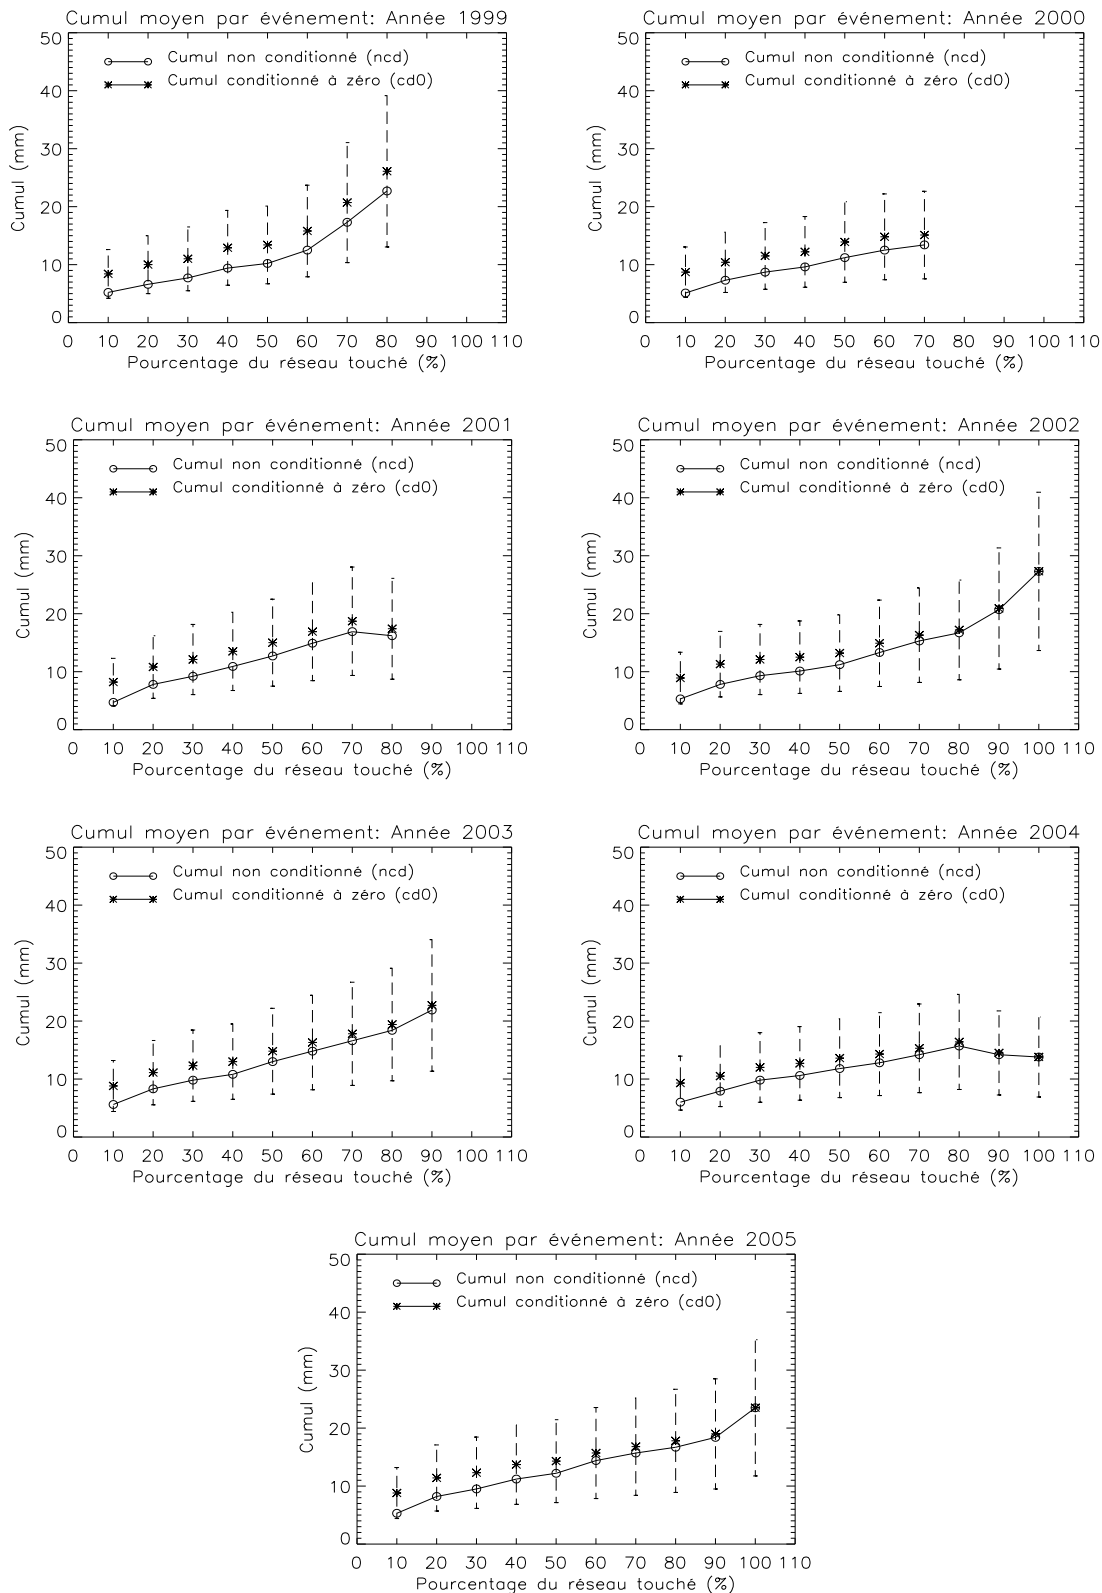 Cumul moyen par événement: Année 1999
50
40
30
20
10
0
Cumul (mm)
Cumul non conditionné (ncd)
Cumul conditionné à zéro (cd0)
0 10 20 30 40 50 60 70 80 90 100 110
Pourcentage du réseau touché (%)
Cumul moyen par événement: Année 2000
50
40
30
20
10
0
Cumul (mm)
Cumul non conditionné (ncd)
Cumul conditionné à zéro (cd0)
0 10 20 30 40 50 60 70 80 90 100 110
Pourcentage du réseau touché (%)
Cumul moyen par événement: Année 2001
50
40
30
20
10
0
Cumul (mm)
Cumul non conditionné (ncd)
Cumul conditionné à zéro (cd0)
0 10 20 30 40 50 60 70 80 90 100 110
Pourcentage du réseau touché (%)
Cumul moyen par événement: Année 2002
50
40
30
20
10
0
Cumul (mm)
Cumul non conditionné (ncd)
Cumul conditionné à zéro (cd0)
0 10 20 30 40 50 60 70 80 90 100 110
Pourcentage du réseau touché (%)
Cumul moyen par événement: Année 2003
50
40
30
20
10
0
Cumul (mm)
Cumul non conditionné (ncd)
Cumul conditionné à zéro (cd0)
0 10 20 30 40 50 60 70 80 90 100 110
Pourcentage du réseau touché (%)
Cumul moyen par événement: Année 2004
50
40
30
20
10
0
Cumul (mm)
Cumul non conditionné (ncd)
Cumul conditionné à zéro (cd0)
0 10 20 30 40 50 60 70 80 90 100 110
Pourcentage du réseau touché (%)
Cumul moyen par événement: Année 2005
50
40
30
20
10
0
Cumul (mm)
Cumul non conditionné (ncd)
Cumul conditionné à zéro (cd0)
0 10 20 30 40 50 60 70 80 90 100 110
Pourcentage du réseau touché (%)